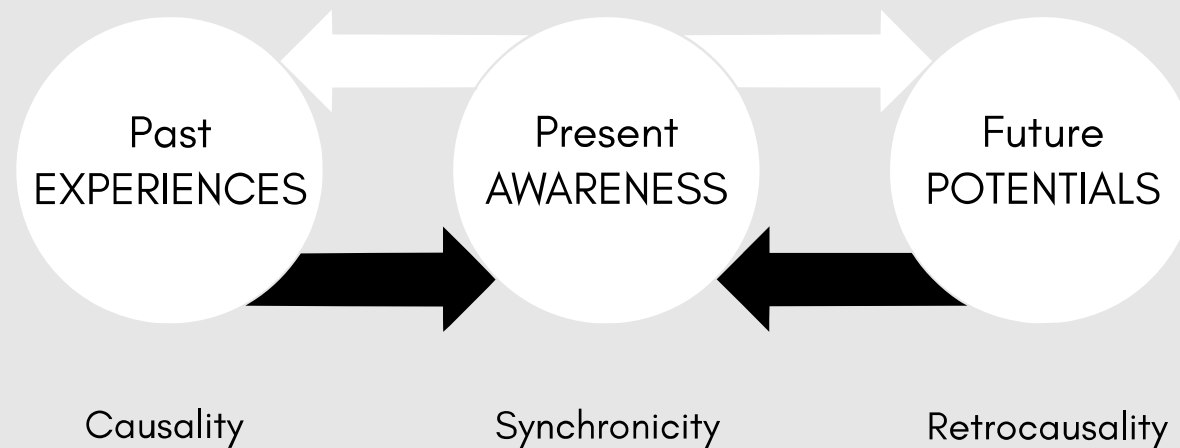 Past
EXPERIENCES
Present
AWARENESS
Future
POTENTIALS
Causality
Synchronicity
Retrocausality